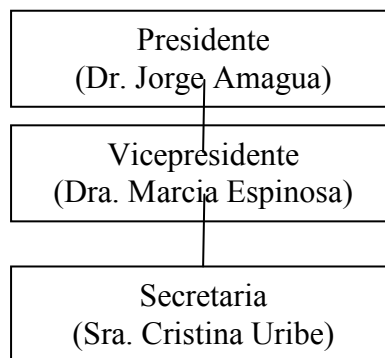 Presidente
(Dr. Jorge Amagua)
Vicepresidente
(Dra. Marcia Espinosa)
Secretaria
(Sra. Cristina Uribe)